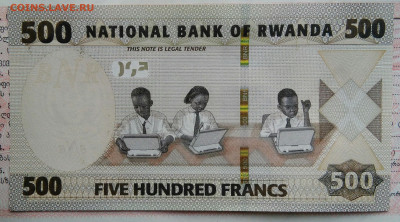 COINS.LAVE.RU
500 NATIONAL BANK OF RWANDA 500
THIS NOTE IS LEGAL TENDER
500 FIVE HUNDRED FRANCS 500